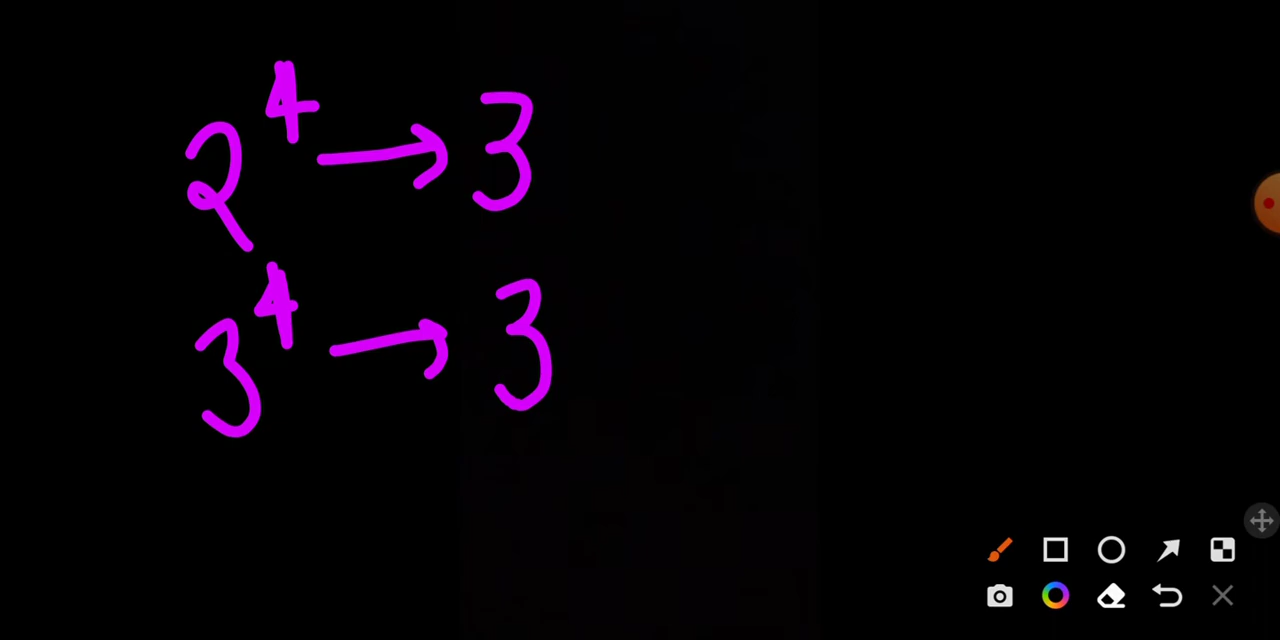 2⁴ → 3
3⁴ → 3